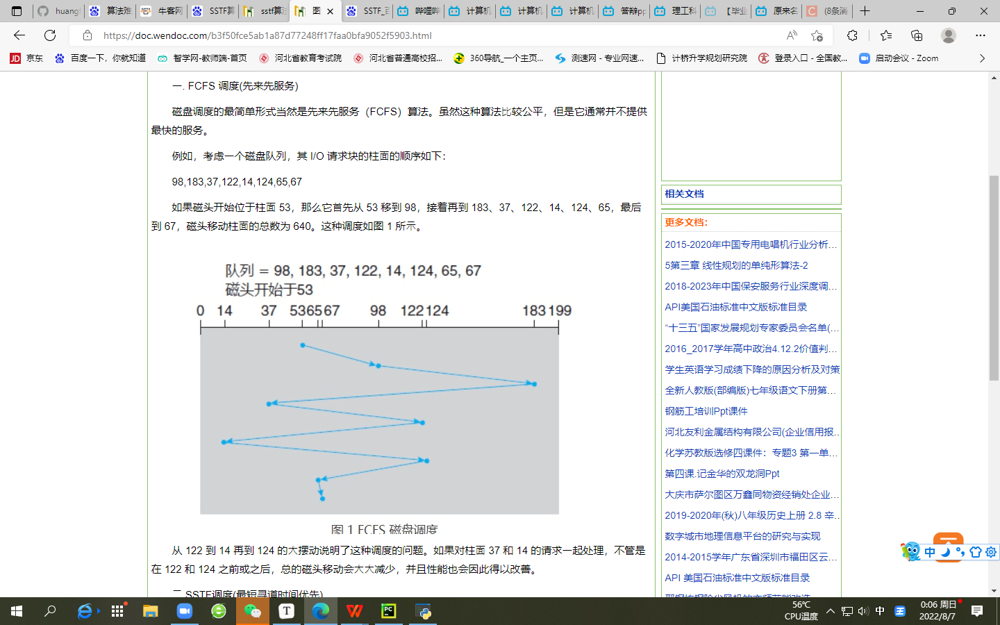 huangf
算法难
牛客网
SSTF算
sstf算法
图
SSTF_百
哔哩哔
计算机
计算机
计算机
答辩pp
理工科
【毕业
原来名
(8条消
https://doc.wendoc.com/b3f50fce5ab1a87d77248ff17faa0bfa9052f5903.html
京东
百度一下，你就知道
智学网-教师端-首页
河北省教育考试院
河北省普通高校招...
360导航_一个主页...
测速网 - 专业网速...
计桥升学规划研究院
登录入口 - 全国教...
启动会议 - Zoom
一. FCFS 调度(先来先服务)
磁盘调度的最简单形式当然是先来先服务（FCFS）算法。虽然这种算法比较公平，但是它通常并不提供
最快的服务。
例如，考虑一个磁盘队列，其 I/O 请求块的柱面的顺序如下：
98,183,37,122,14,124,65,67
如果磁头开始位于柱面 53，那么它首先从 53 移到 98，接着再到 183、37、122、14、124、65，最后
到 67，磁头移动柱面的总数为 640。这种调度如图 1 所示。
队列 = 98, 183, 37, 122, 14, 124, 65, 67
磁头开始于53
0 14 37 53 65 67 98 122 124 183 199
图 1 FCFS 磁盘调度
从 122 到 14 再到 124 的大摆动说明了这种调度的问题。如果对柱面 37 和 14 的请求一起处理，不管是
在 122 和 124 之前或之后，总的磁头移动会大大减少，并且性能也会因此得以改善。
二 SSTF调度(最短寻道时间优先)
相关文档
更多文档：
2015-2020年中国专用电唱机行业分析...
5第三章 线性规划的单纯形算法-2
2018-2023年中国保安服务行业深度调...
API美国石油标准中文版标准目录
“十三五”国家发展规划专家委员会名单(...
2016_2017学年高中政治4.12.2价值判...
学生英语学习成绩下降的原因分析及对策
全新人教版(部编版)七年级语文下册第...
钢筋工培训Ppt课件
河北友利金属结构有限公司(企业信用报...
化学苏教版选修四课件：专题3 第一单...
第四课.记金华的双龙洞Ppt
大庆市萨尔图区万鑫同物资经销处企业...
2019-2020年(秋)八年级历史上册 2.8 辛...
数字城市地理信息平台的研究与实现
2014-2015学年广东省深圳市福田区云...
API 美国石油标准中文版标准目录
中
56°C
CPU温度
中
0:06 周日
2022/8/7